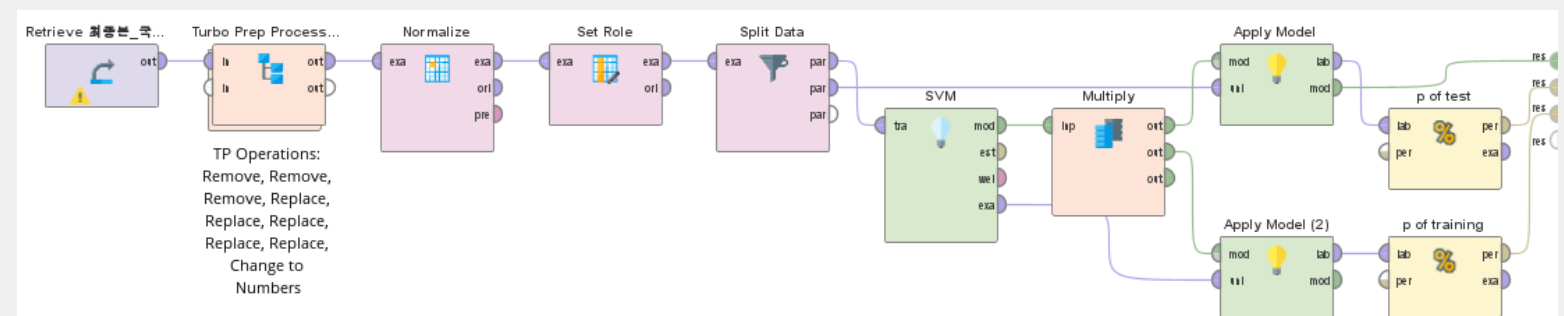 Retrieve 최종본_국...
out
Turbo Prep Process...
in
out
in
out
TP Operations:
Remove, Remove,
Remove, Replace,
Replace, Replace,
Replace, Replace,
Change to
Numbers
Normalize
exa
exa
ori
pre
Set Role
exa
exa
ori
Split Data
exa
par
par
par
SVM
tra
mod
est
wei
exa
Multiply
inp
out
out
out
Apply Model
mod
lab
unl
mod
p of test
lab
per
per
exa
Apply Model (2)
mod
lab
unl
mod
p of training
lab
per
per
exa
res
res
res
res